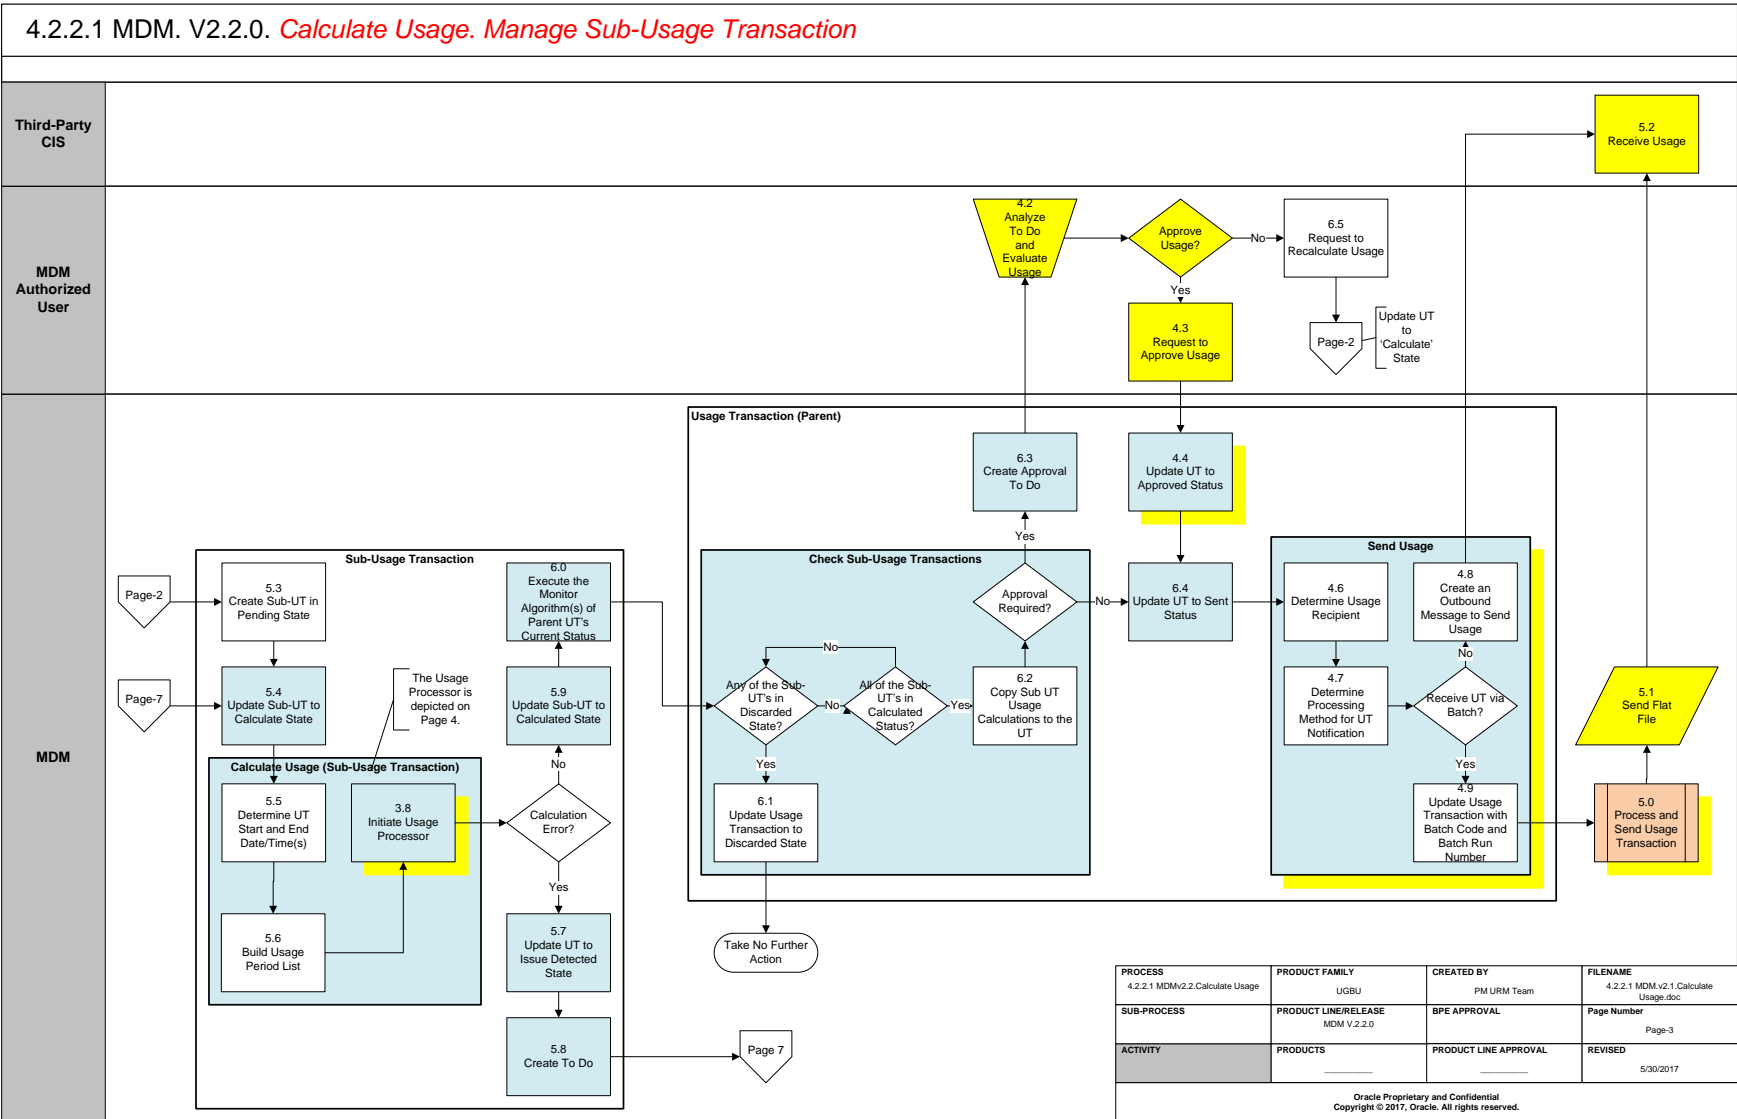 4.2.2.1 MDM. V2.2.0. Calculate Usage. Manage Sub-Usage Transaction
Third-Party
CIS
5.2
Receive Usage
MDM
Authorized
User
4.2
Analyze
To Do
and
Evaluate
Usage
Approve
Usage?
No
6.5
Request to
Recalculate Usage
Yes
4.3
Request to
Approve Usage
Page-2
Update UT
to
‘Calculate’
State
MDM
Usage Transaction (Parent)
6.3
Create Approval
To Do
4.4
Update UT to
Approved Status
Yes
Sub-Usage Transaction
Page-2
5.3
Create Sub-UT in
Pending State
6.0
Execute the
Monitor
Algorithm(s) of
Parent UT's
Current Status
Page-7
5.4
Update Sub-UT to
Calculate State
The Usage
Processor is
depicted on
Page 4.
5.9
Update Sub-UT to
Calculated State
No
Calculate Usage (Sub-Usage Transaction)
5.5
Determine UT
Start and End
Date/Time(s)
3.8
Initiate Usage
Processor
Calculation
Error?
Yes
5.6
Build Usage
Period List
5.7
Update UT to
Issue Detected
State
5.8
Create To Do
Page 7
Check Sub-Usage Transactions
Approval
Required?
No
6.4
Update UT to Sent
Status
No
Any of the Sub-
UT's in
Discarded
State?
No
All of the Sub-
UT's in
Calculated
Status?
Yes
6.2
Copy Sub UT
Usage
Calculations to the
UT
Yes
6.1
Update Usage
Transaction to
Discarded State
Take No Further
Action
Send Usage
4.6
Determine Usage
Recipient
4.8
Create an
Outbound
Message to Send
Usage
No
4.7
Determine
Processing
Method for UT
Notification
Receive UT via
Batch?
Yes
4.9
Update Usage
Transaction with
Batch Code and
Batch Run
Number
5.1
Send Flat
File
5.0
Process and
Send Usage
Transaction
PROCESS
4.2.2.1 MDMv2.2.Calculate Usage
PRODUCT FAMILY
UGBU
CREATED BY
PM URM Team
FILENAME
4.2.2.1 MDM.v2.1.Calculate
Usage.doc
SUB-PROCESS
PRODUCT LINE/RELEASE
MDM V.2.2.0
BPE APPROVAL
Page Number
Page-3
ACTIVITY
PRODUCTS
__________
PRODUCT LINE APPROVAL
__________
REVISED
5/30/2017
Oracle Proprietary and Confidential
Copyright © 2017, Oracle. All rights reserved.